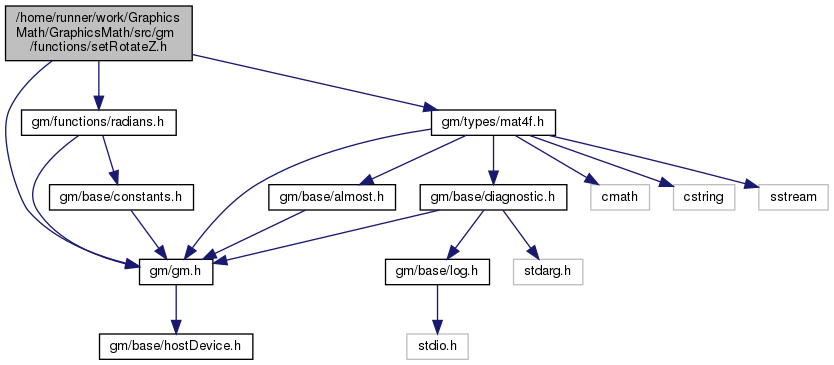 /home/runner/work/Graphics
Math/GraphicsMath/src/gm
/functions/setRotateZ.h
gm/functions/radians.h
gm/types/mat4f.h
gm/base/constants.h
gm/base/almost.h
gm/base/diagnostic.h
cmath
cstring
sstream
gm/gm.h
gm/base/log.h
stdarg.h
gm/base/hostDevice.h
stdio.h